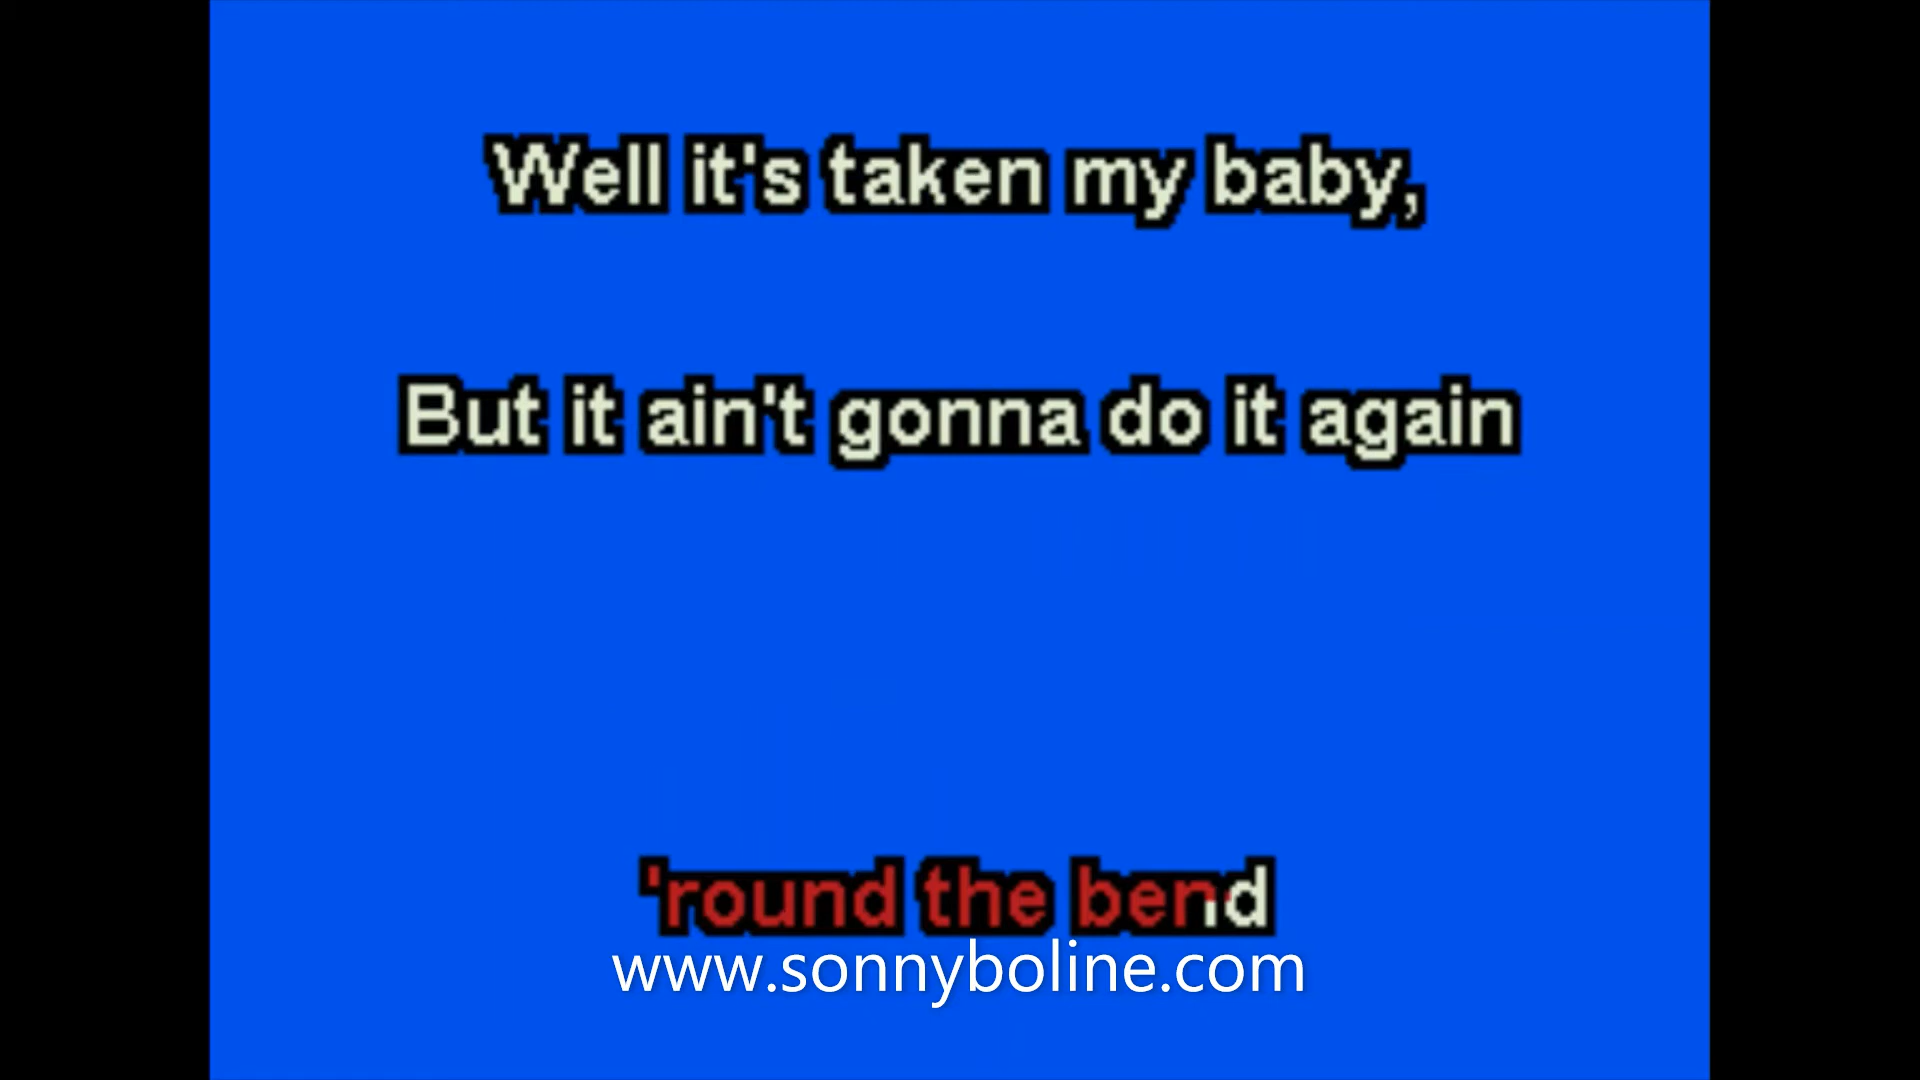 Well it's taken my baby,
But it ain't gonna do it again
'round the bend
www.sonnyboline.com